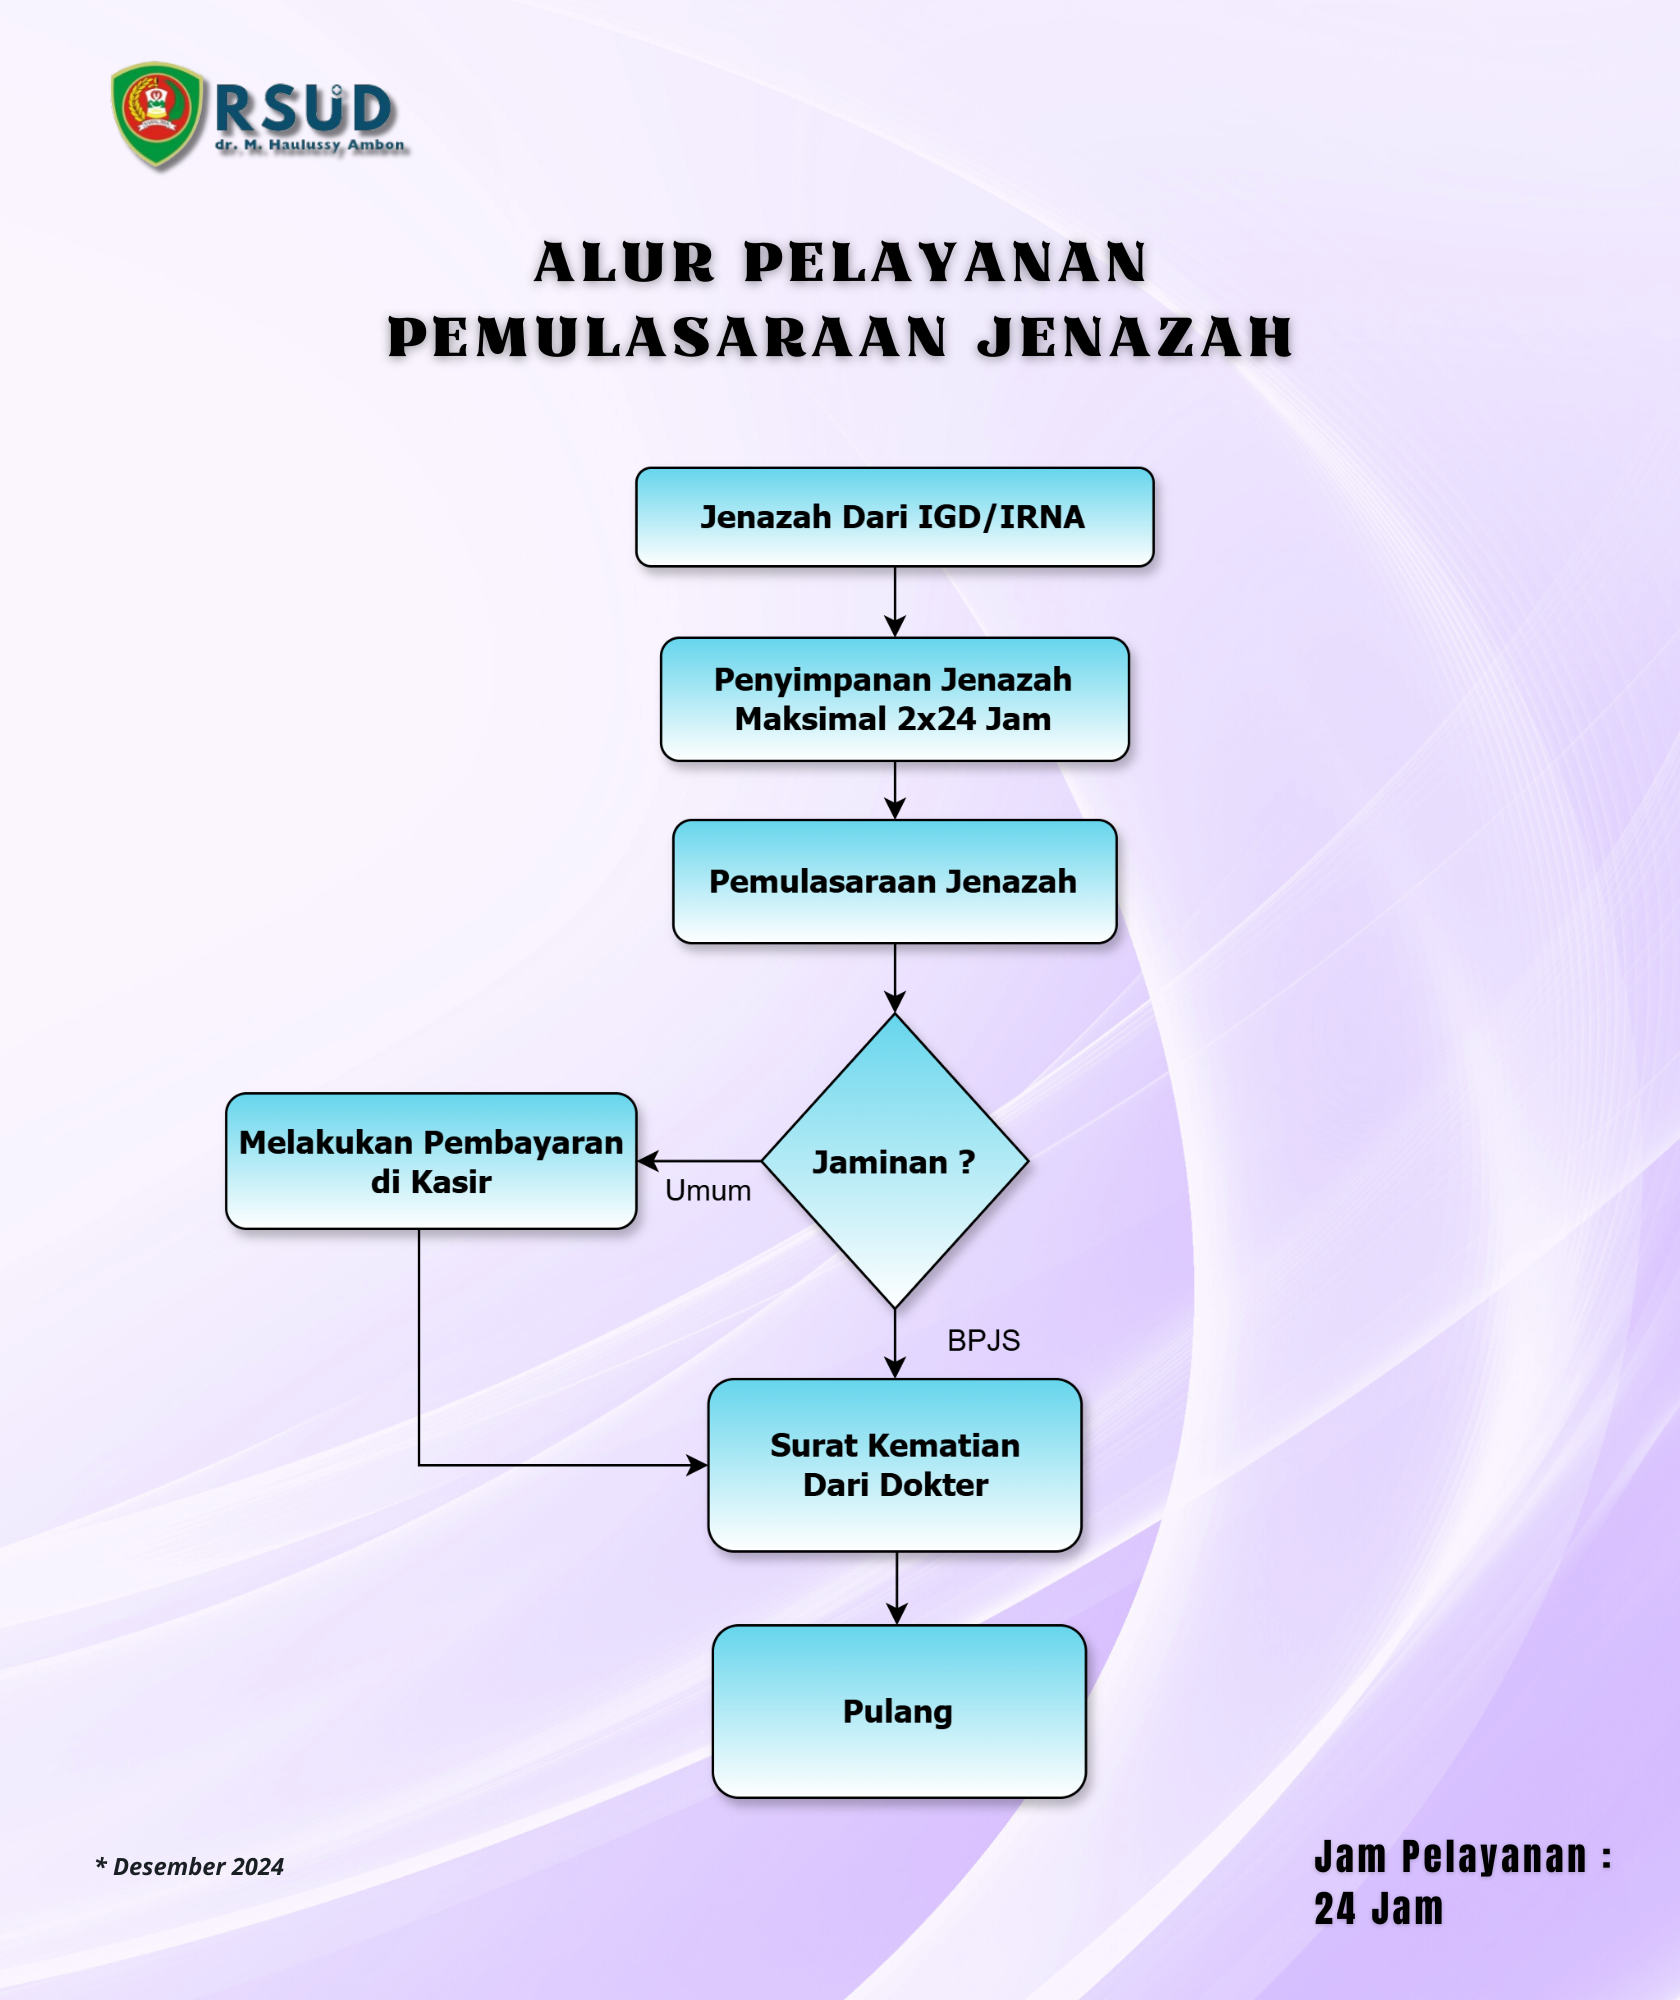 RSUD
dr. M. Haulussy Ambon
ALUR PELAYANAN
PEMULASARAAN JENAZAH
Jenazah Dari IGD/IRNA
Penyimpanan Jenazah
Maksimal 2x24 Jam
Pemulasaraan Jenazah
Jaminan ?
Melakukan Pembayaran
di Kasir
Umum
BPJS
Surat Kematian
Dari Dokter
Pulang
* Desember 2024
Jam Pelayanan :
24 Jam